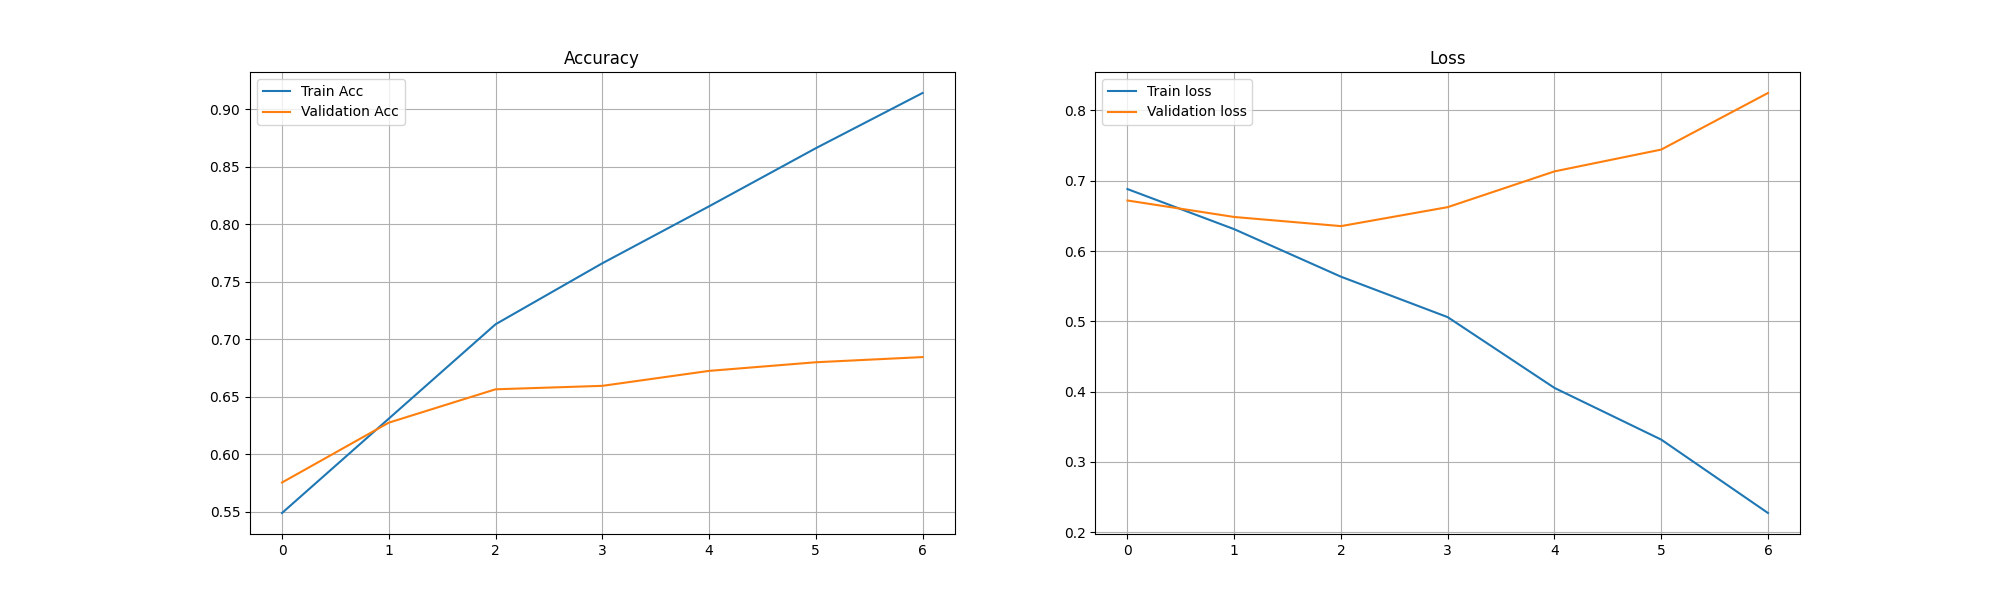 Accuracy
Train Acc
Validation Acc
0.90
0.85
0.80
0.75
0.70
0.65
0.60
0.55
0 1 2 3 4 5 6
Loss
Train loss
Validation loss
0.8
0.7
0.6
0.5
0.4
0.3
0.2
0 1 2 3 4 5 6